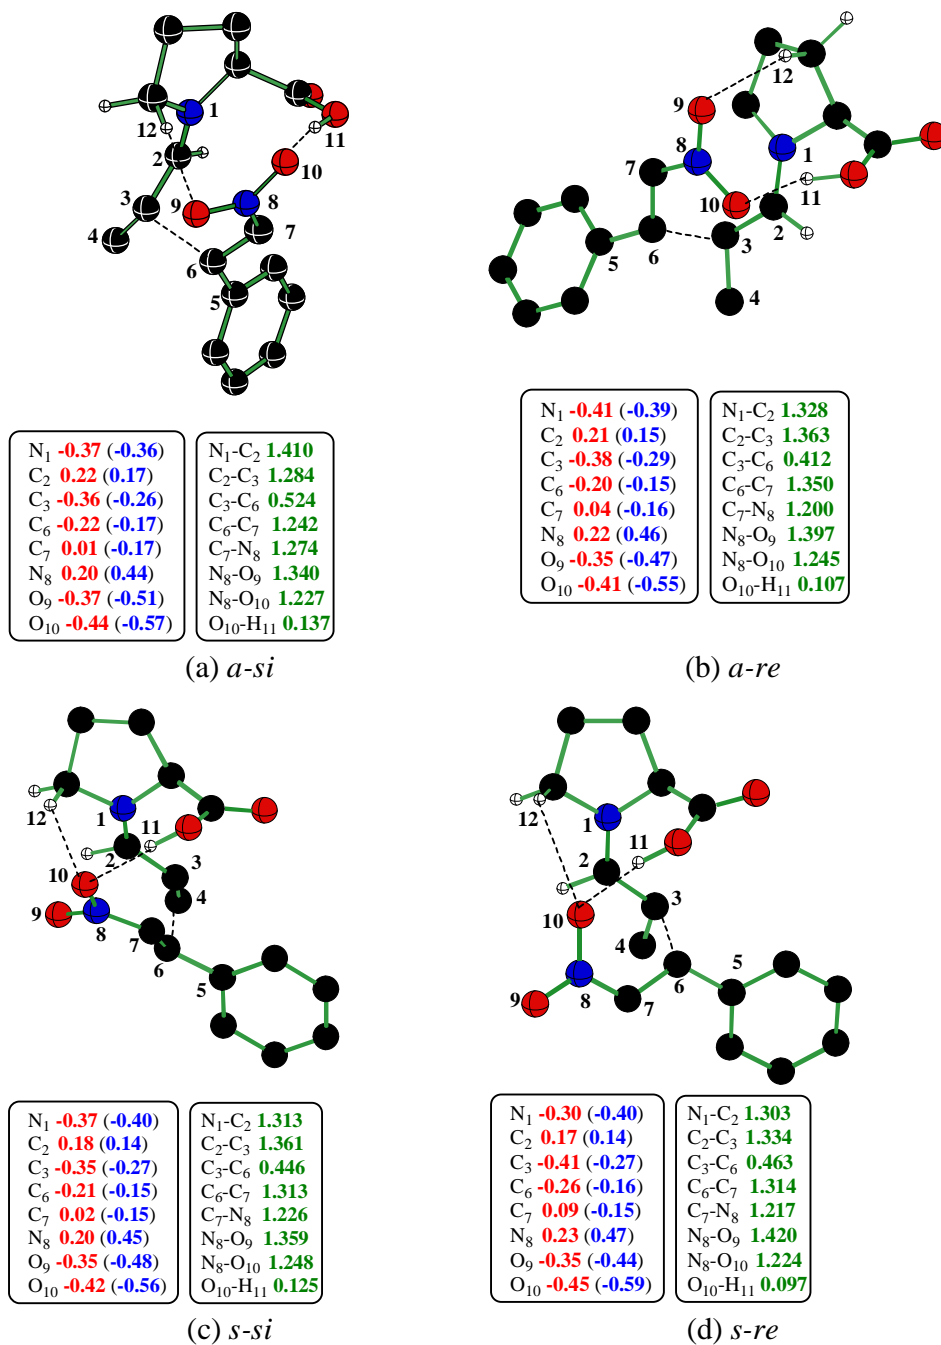 1
12
11
2
10
3
9
8
4
7
6
5
12
9
8
1
7
11
10
2
3
5
6
4
N1 -0.37 (-0.36)
C2 0.22 (0.17)
C3 -0.36 (-0.26)
C6 -0.22 (-0.17)
C7 0.01 (-0.17)
N8 0.20 (0.44)
O9 -0.37 (-0.51)
O10 -0.44 (-0.57)
N1-C2 1.410
C2-C3 1.284
C3-C6 0.524
C6-C7 1.242
C7-N8 1.274
N8-O9 1.340
N8-O10 1.227
O10-H11 0.137
(a) a-si
N1 -0.41 (-0.39)
C2 0.21 (0.15)
C3 -0.38 (-0.29)
C6 -0.20 (-0.15)
C7 0.04 (-0.16)
N8 0.22 (0.46)
O9 -0.35 (-0.47)
O10 -0.41 (-0.55)
N1-C2 1.328
C2-C3 1.363
C3-C6 0.412
C6-C7 1.350
C7-N8 1.200
N8-O9 1.397
N8-O10 1.245
O10-H11 0.107
(b) a-re
12
1
11
2
3
10
4
9
8
7
6
5
12
1
11
2
3
10
4
6
5
9
8
7
N1 -0.37 (-0.40)
C2 0.18 (0.14)
C3 -0.35 (-0.27)
C6 -0.21 (-0.15)
C7 0.02 (-0.15)
N8 0.20 (0.45)
O9 -0.35 (-0.48)
O10 -0.42 (-0.56)
N1-C2 1.313
C2-C3 1.361
C3-C6 0.446
C6-C7 1.313
C7-N8 1.226
N8-O9 1.359
N8-O10 1.248
O10-H11 0.125
(c) s-si
N1 -0.30 (-0.40)
C2 0.17 (0.14)
C3 -0.41 (-0.27)
C6 -0.26 (-0.16)
C7 0.09 (-0.15)
N8 0.23 (0.47)
O9 -0.35 (-0.44)
O10 -0.45 (-0.59)
N1-C2 1.303
C2-C3 1.334
C3-C6 0.463
C6-C7 1.314
C7-N8 1.217
N8-O9 1.420
N8-O10 1.224
O10-H11 0.097
(d) s-re